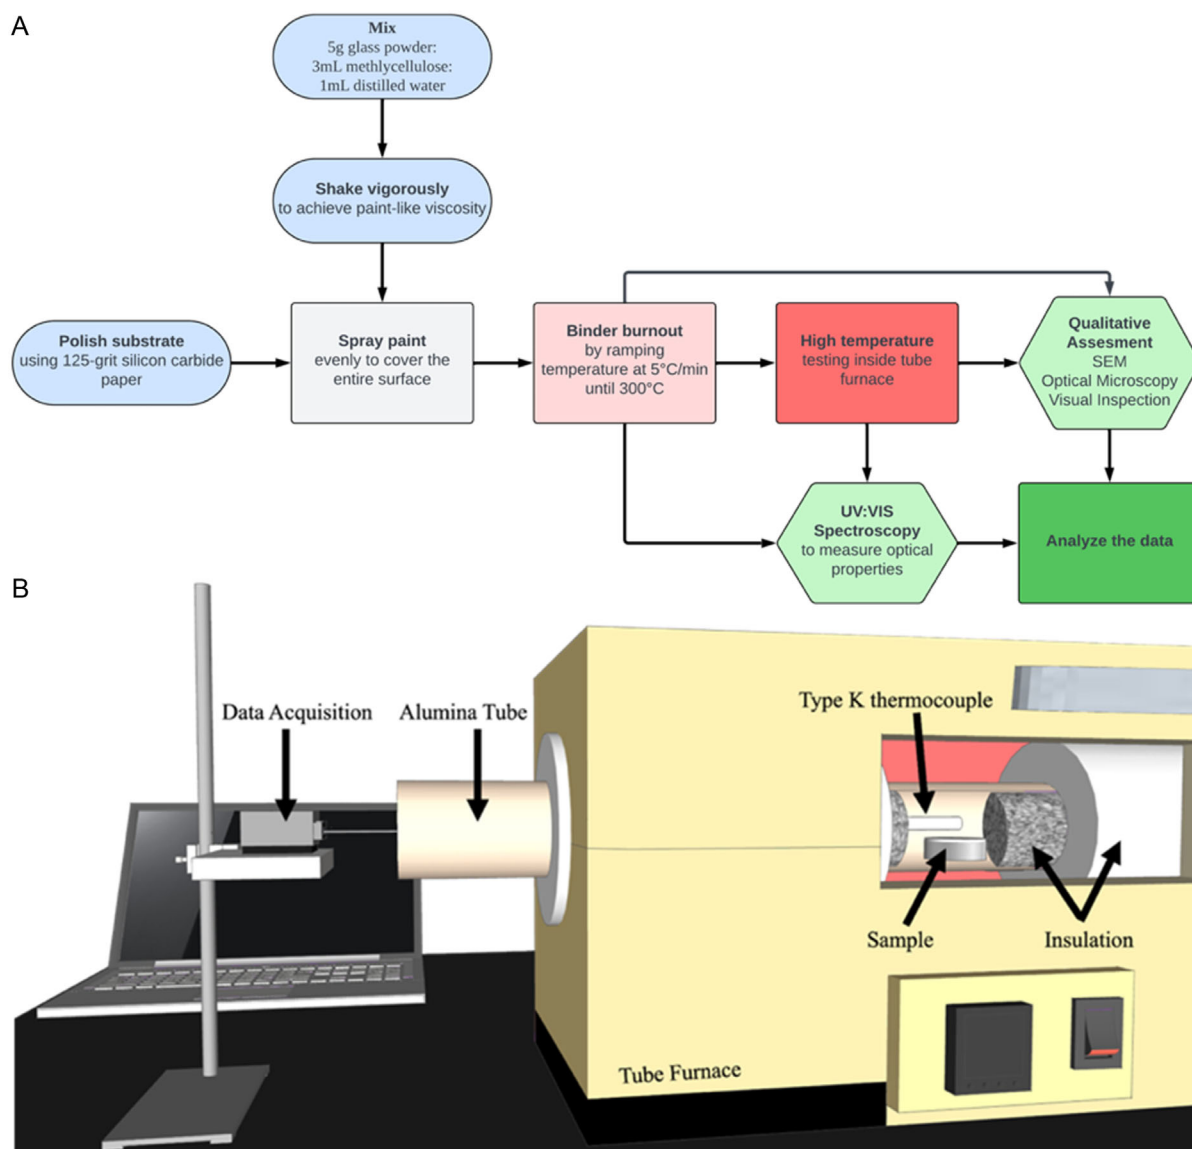 A
Mix
5g glass powder:
3mL methlycellulose:
1mL distilled water
Shake vigorously
to achieve paint-like viscosity
Polish substrate
using 125-grit silicon carbide
paper
Spray paint
evenly to cover the
entire surface
Binder burnout
by ramping
temperature at 5°C/min
until 300°C
High temperature
testing inside tube
furnace
Qualitative
Assesment
SEM
Optical Microscopy
Visual Inspection
UV:VIS
Spectroscopy
to measure optical
properties
Analyze the data
B
Data Acquisition
Alumina Tube
Type K thermocouple
Sample
Insulation
Tube Furnace